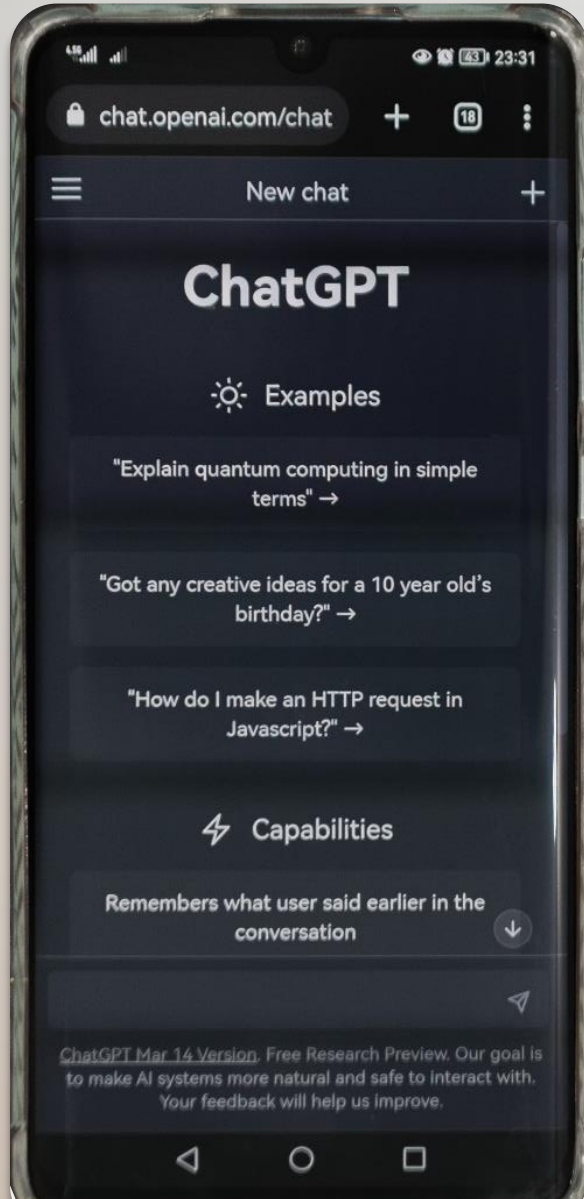 43 23:31
chat.openai.com/chat 18
New chat
ChatGPT
Examples
"Explain quantum computing in simple
terms" →
"Got any creative ideas for a 10 year old's
birthday?" →
"How do I make an HTTP request in
Javascript?" →
Capabilities
Remembers what user said earlier in the
conversation
ChatGPT Mar 14 Version. Free Research Preview. Our goal is
to make AI systems more natural and safe to interact with.
Your feedback will help us improve.